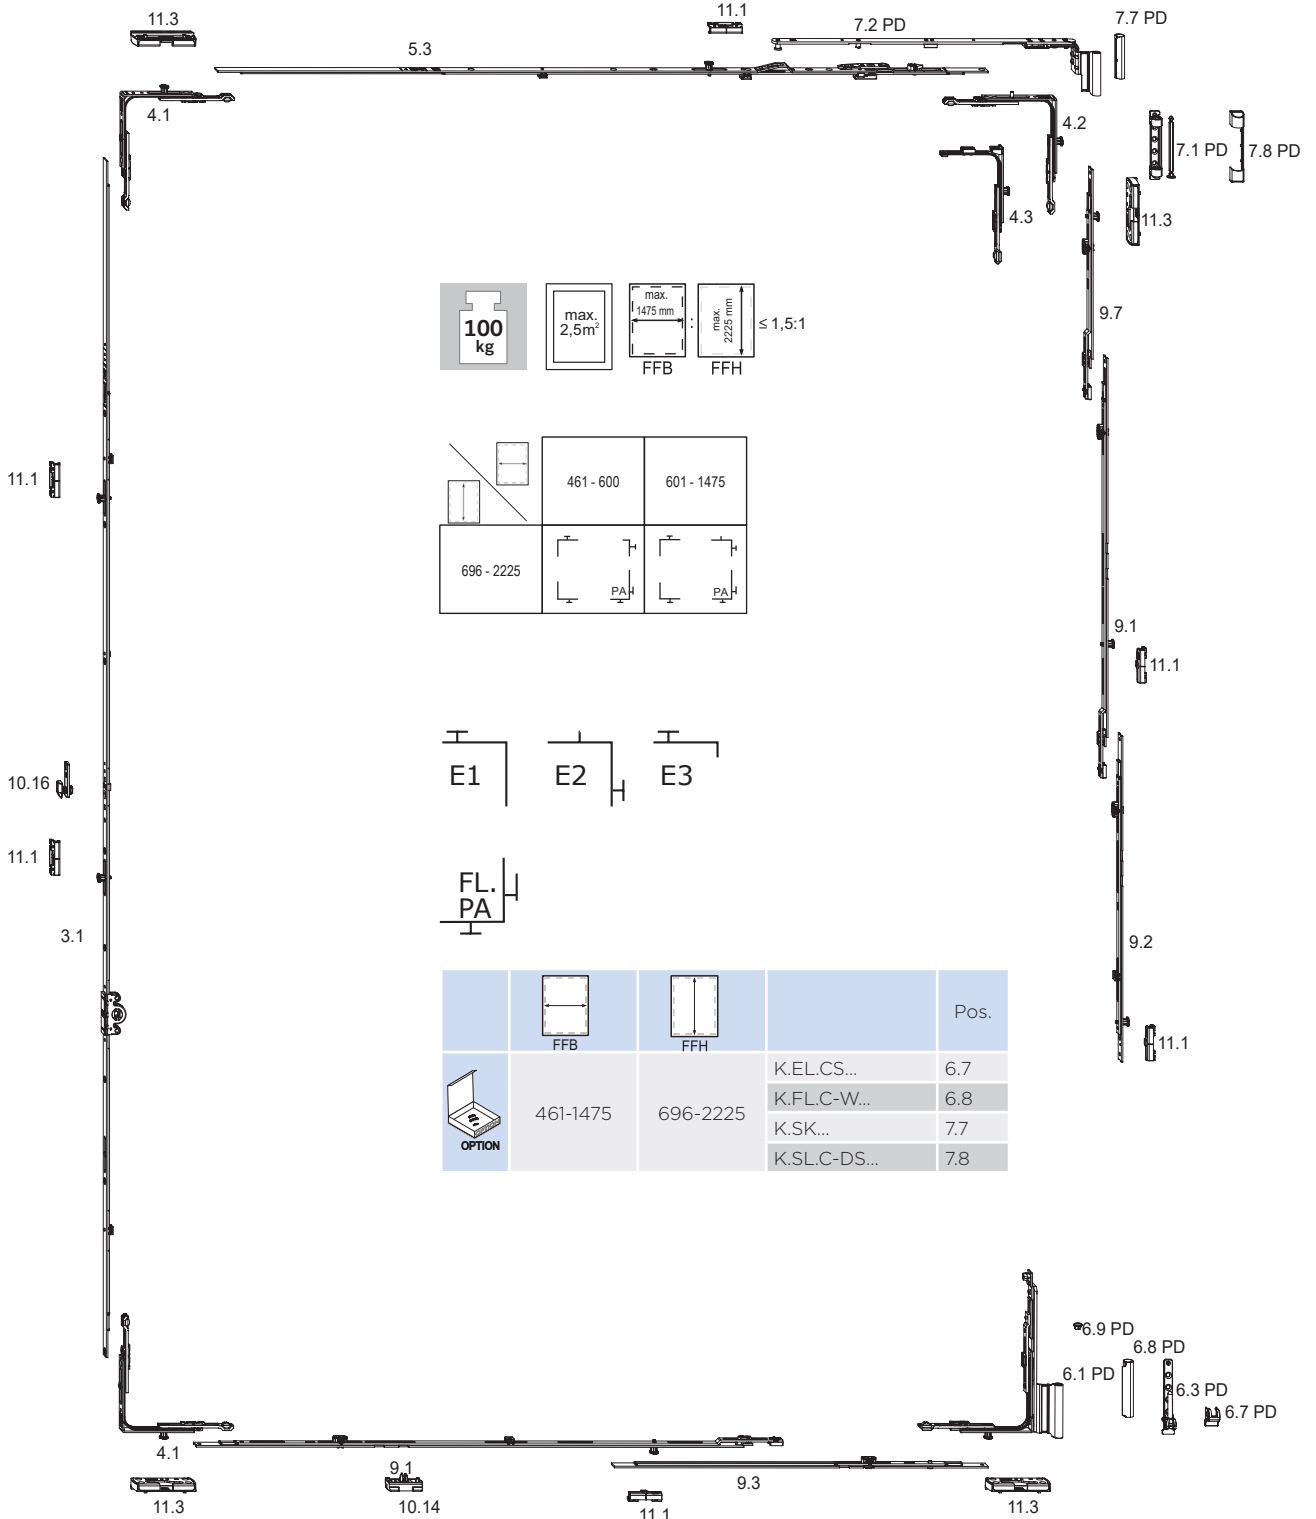 11.3
11.1
7.2 PD
7.7 PD
5.3
4.1
4.2
7.1 PD
7.8 PD
4.3
11.3
100
kg
max.
2,5m²
max.
1475 mm
:
max.
2225 mm
≤ 1,5:1
FFB
FFH
9.7
11.1
461 - 600
601 - 1475
696 - 2225
PA
PA
9.1
11.1
E1
E2
E3
10.16
11.1
FL.
PA
3.1
9.2
11.1
FFB
FFH
Pos.
OPTION
461-1475
696-2225
K.EL.CS...
6.7
K.FL.C-W...
6.8
K.SK...
7.7
K.SL.C-DS...
7.8
6.9 PD
6.8 PD
6.1 PD
6.3 PD
6.7 PD
4.1
9.1
9.3
11.3
10.14
11.1
11.3